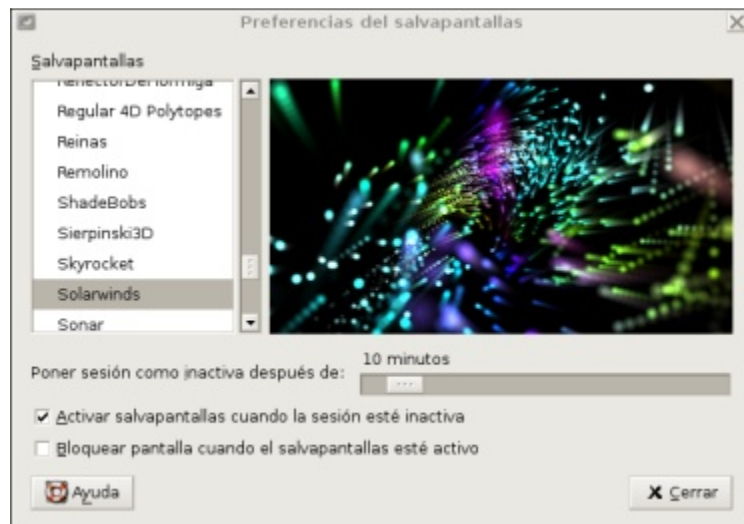 Preferencias del salvapantallas
Salvapantallas
Regular 4D Polytopes
Reinas
Remolino
ShadeBobs
Sierpinski3D
Skyrocket
Solarwinds
Sonar
10 minutos
Poner sesión como inactiva después de:
Activar salvapantallas cuando la sesión esté inactiva
Bloquear pantalla cuando el salvapantallas esté activo
Ayuda
Cerrar